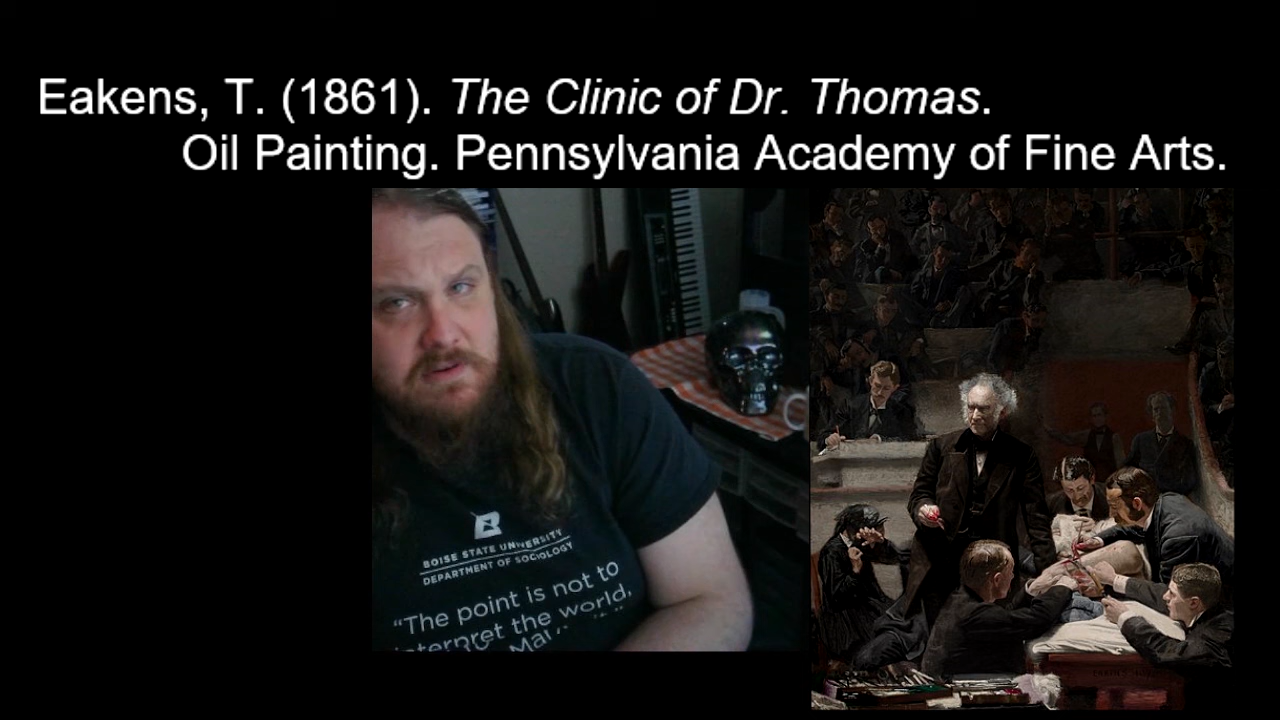 Eakens, T. (1861). The Clinic of Dr. Thomas.
Oil Painting. Pennsylvania Academy of Fine Arts.
BOISE STATE UNIVERSITY
DEPARTMENT OF SOCIOLOGY
"The point is not to
interpret the world,